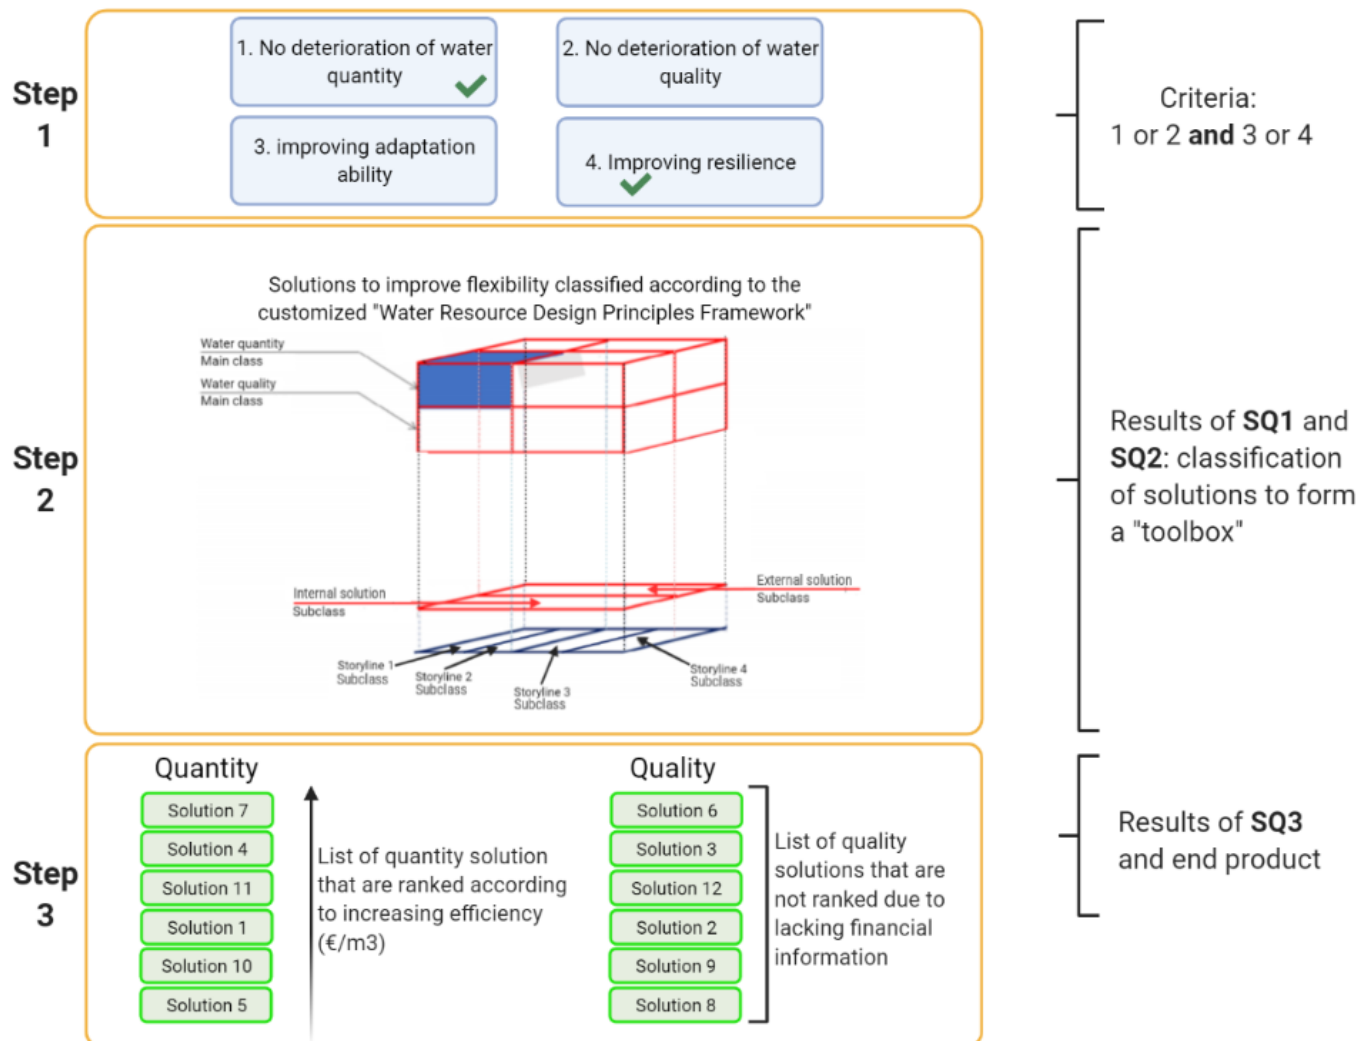 Step
1
1. No deterioration of water
quantity
2. No deterioration of water
quality
3. improving adaptation
ability
4. Improving resilience
Criteria:
1 or 2 and 3 or 4
Step
2
Solutions to improve flexibility classified according to the
customized "Water Resource Design Principles Framework"
Water quantity
Main class
Water quality
Main class
Internal solution
Subclass
External solution
Subclass
Storyline 1
Subclass
Storyline 2
Subclass
Storyline 3
Subclass
Storyline 4
Subclass
Results of SQ1 and
SQ2: classification
of solutions to form
a "toolbox"
Step
3
Quantity
Solution 7
Solution 4
Solution 11
Solution 1
Solution 10
Solution 5
List of quantity solution
that are ranked according
to increasing efficiency
(€/m3)
Quality
Solution 6
Solution 3
Solution 12
Solution 2
Solution 9
Solution 8
List of quality
solutions that are
not ranked due to
lacking financial
information
Results of SQ3
and end product